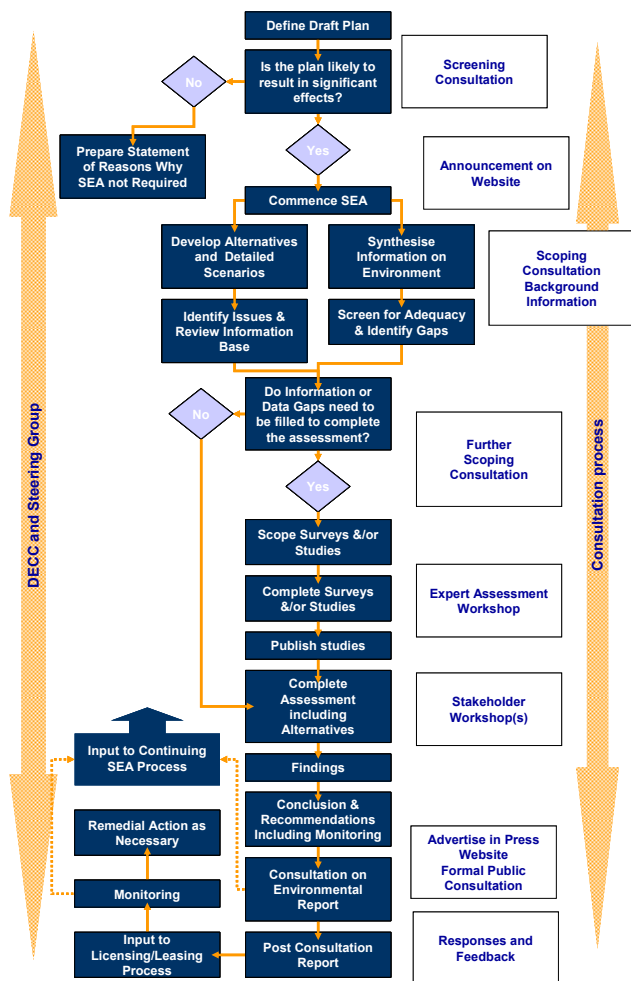 Define Draft Plan
Is the plan likely to
result in significant
effects?
Screening
Consultation
No
Prepare Statement
of Reasons Why
SEA not Required
Yes
Announcement on
Website
Commence SEA
Develop Alternatives
and Detailed
Scenarios
Synthesise
Information on
Environment
Scoping
Consultation
Background
Information
Identify Issues &
Review Information
Base
Screen for Adequacy
& Identify Gaps
Do Information or
Data Gaps need to
be filled to complete
the assessment?
No
Further
Scoping
Consultation
Yes
Scope Surveys &/or
Studies
Complete Surveys
&/or Studies
Expert Assessment
Workshop
Publish studies
Complete
Assessment
including
Alternatives
Stakeholder
Workshop(s)
Input to Continuing
SEA Process
Findings
Conclusion &
Recommendations
Including Monitoring
Remedial Action as
Necessary
Advertise in Press
Website
Formal Public
Consultation
Consultation on
Environmental
Report
Monitoring
Input to
Licensing/Leasing
Process
Post Consultation
Report
Responses and
Feedback
DECC and Steering Group
Consultation process